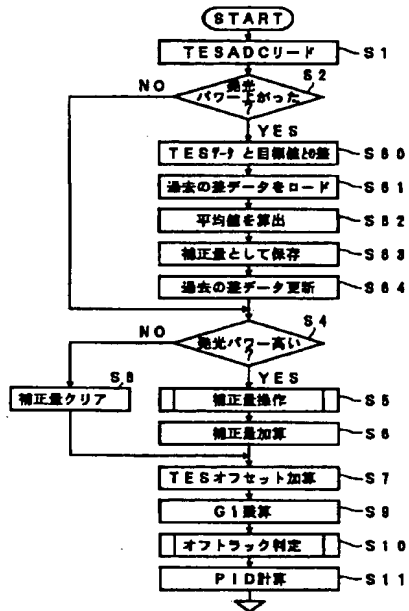 START
TESADCリード
S1
発光
パワー上がった
?
S2
NO
YES
TESデータと目標値との差
S60
過去の差データをロード
S61
平均値を算出
S62
補正量として保存
S63
過去の差データ更新
S64
発光パワー高い
?
S4
NO
YES
補正量クリア
S8
補正量操作
S5
補正量加算
S6
TESオフセット加算
S7
G1乗算
S9
オフトラック判定
S10
PID計算
S11